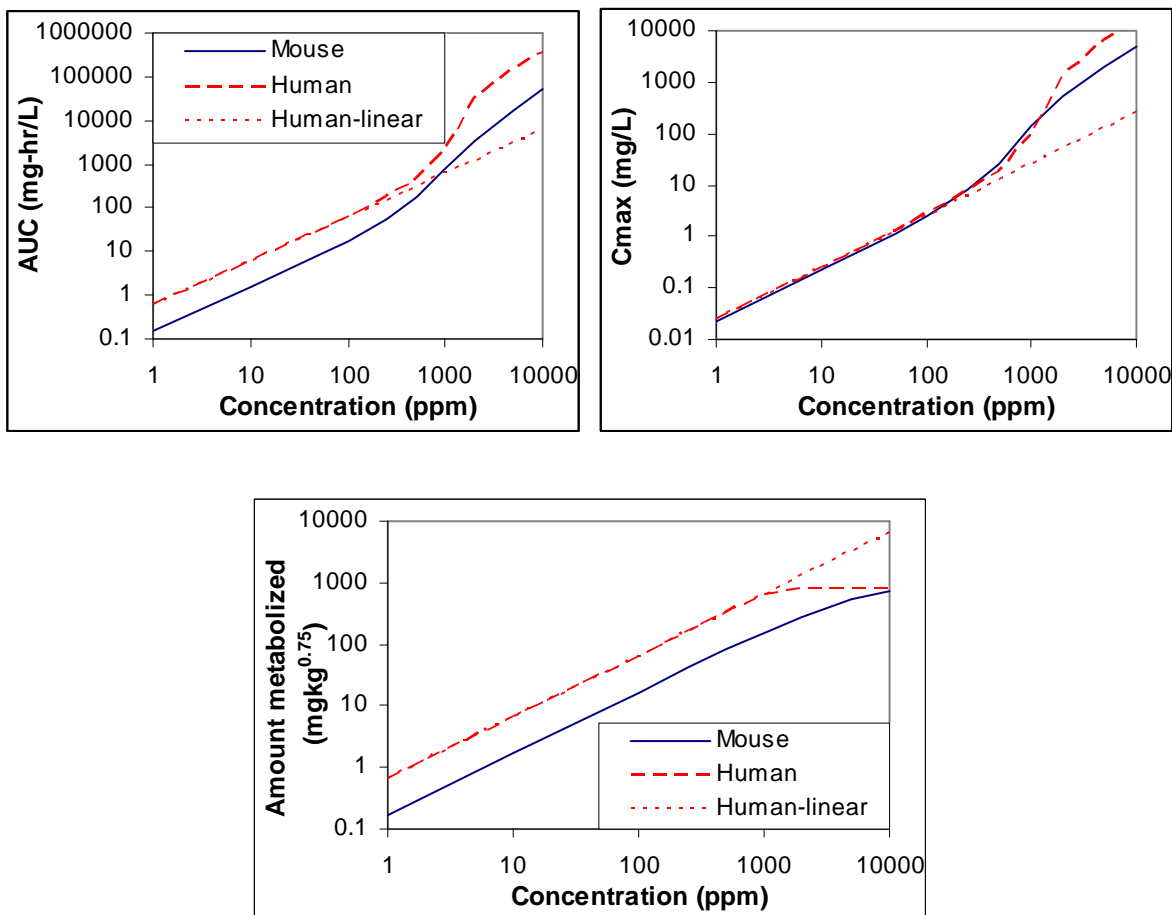 AUC (mg-hr/L)
1000000
100000
10000
1000
100
10
1
0.1
Mouse
Human
Human-linear
1 10 100 1000 10000
Concentration (ppm)
Cmax (mg/L)
10000
1000
100
10
1
0.1
0.01
1 10 100 1000 10000
Concentration (ppm)
Amount metabolized
(mgkg^0.75)
10000
1000
100
10
1
0.1
Mouse
Human
Human-linear
1 10 100 1000 10000
Concentration (ppm)